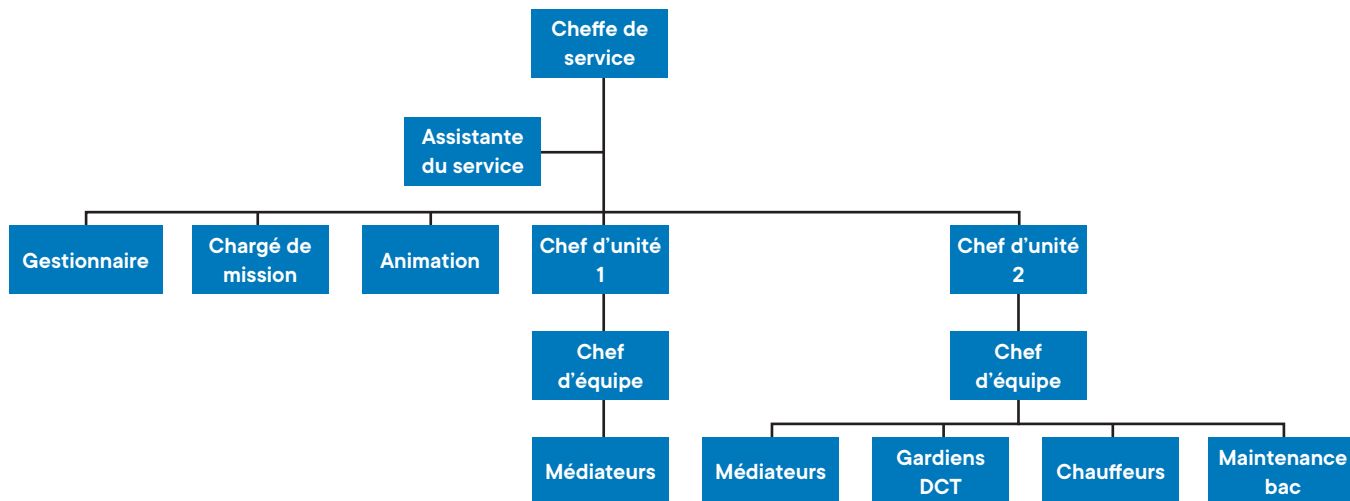 Cheffe de
service
Assistante
du service
Gestionnaire
Chargé de
mission
Animation
Chef d’unité
1
Chef d’unité
2
Chef
d’équipe
Chef
d’équipe
Médiateurs
Médiateurs
Gardiens
DCT
Chauffeurs
Maintenance
bac